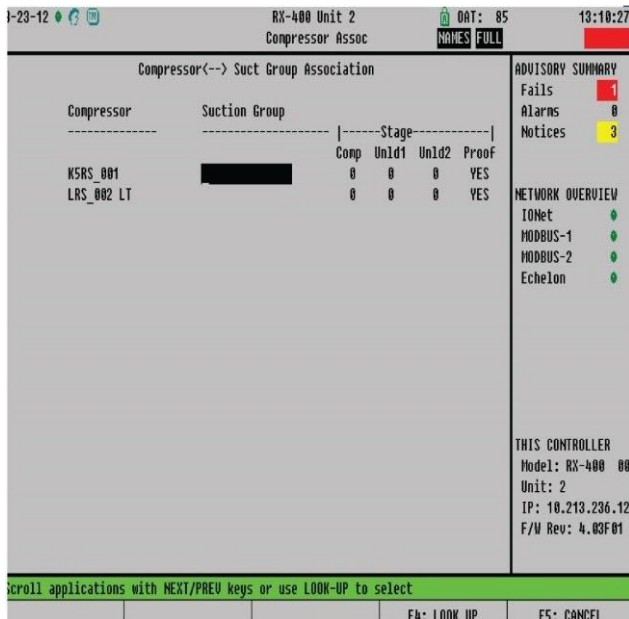 3-23-12 RX-400 Unit 2 OAT: 85 13:10:27
Compressor Assoc NAMES FULL
Compressor<--> Suct Group Association
Compressor Suction Group
-------------- ------------------- |-----Stage-----------|
Comp Unld1 Unld2 Proof
K5RS_001 0 0 0 YES
LRS_002 LT 0 0 0 YES
ADVISORY SUMMARY
Fails 1
Alarms 0
Notices 3
NETWORK OVERVIEW
IONet
MODBUS-1
MODBUS-2
Echelon
THIS CONTROLLER
Model: RX-400 00
Unit: 2
IP: 10.213.236.12
F/W Rev: 4.03F01
Scroll applications with NEXT/PREV keys or use LOOK-UP to select
F4: LOOK UP F5: CANCEL